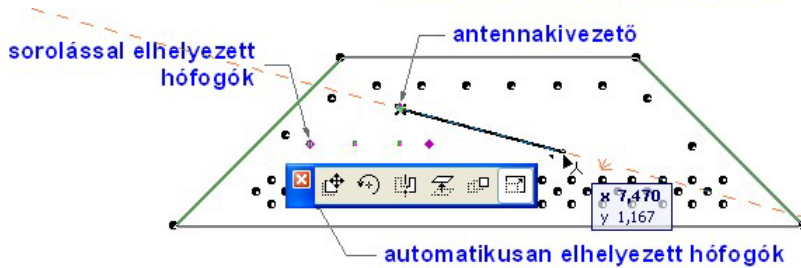 antennakivezető
sorolással elhelyezett
hófogók
x 7,470
y 1,167
automatikusan elhelyezett hófogók